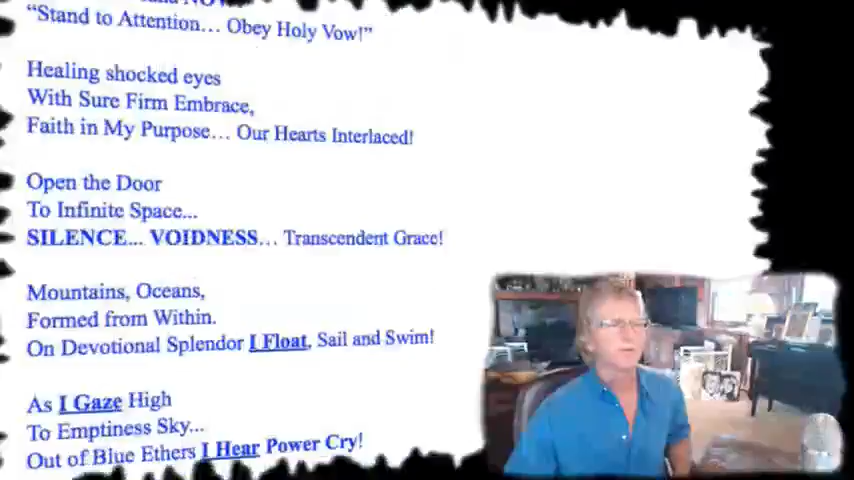 NOW
“Stand to Attention… Obey Holy Vow!”
Healing shocked eyes
With Sure Firm Embrace,
Faith in My Purpose… Our Hearts Interlaced!
Open the Door
To Infinite Space...
SILENCE... VOIDNESS… Transcendent Grace!
Mountains, Oceans,
Formed from Within.
On Devotional Splendor I Float, Sail and Swim!
As I Gaze High
To Emptiness Sky...
Out of Blue Ethers I Hear Power Cry!